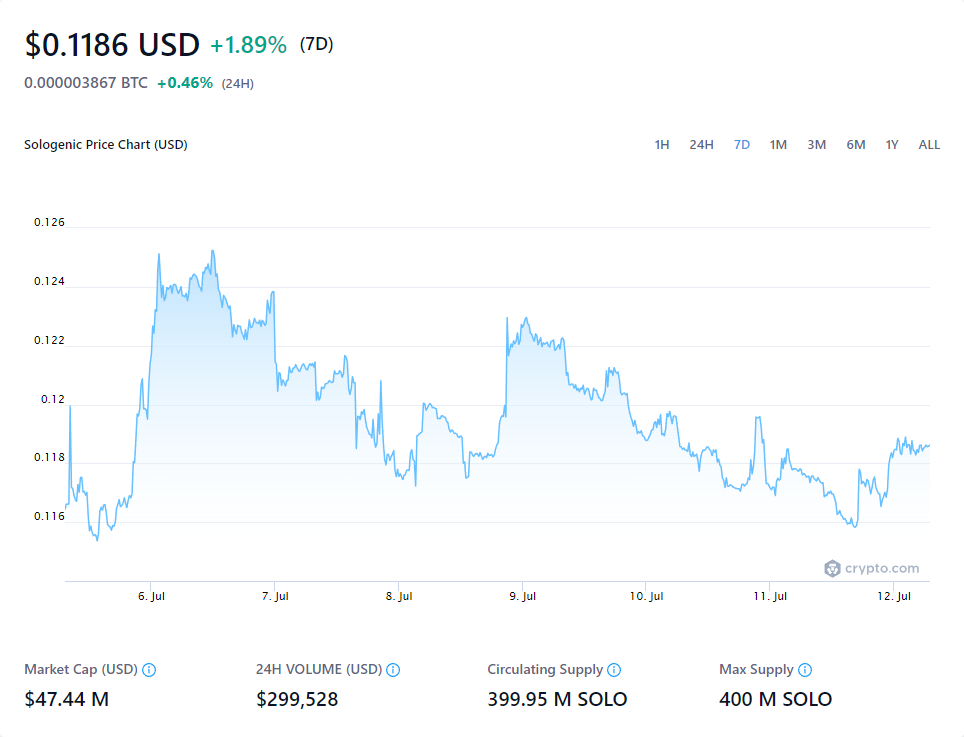 $0.1186 USD +1.89% (7D)
0.000003867 BTC +0.46% (24H)
Sologenic Price Chart (USD) 1H 24H 7D 1M 3M 6M 1Y ALL
0.126
0.124
0.122
0.12
0.118
0.116
crypto.com
6. Jul 7. Jul 8. Jul 9. Jul 10. Jul 11. Jul 12. Jul
Market Cap (USD) 24H VOLUME (USD) Circulating Supply Max Supply
$47.44 M $299,528 399.95 M SOLO 400 M SOLO